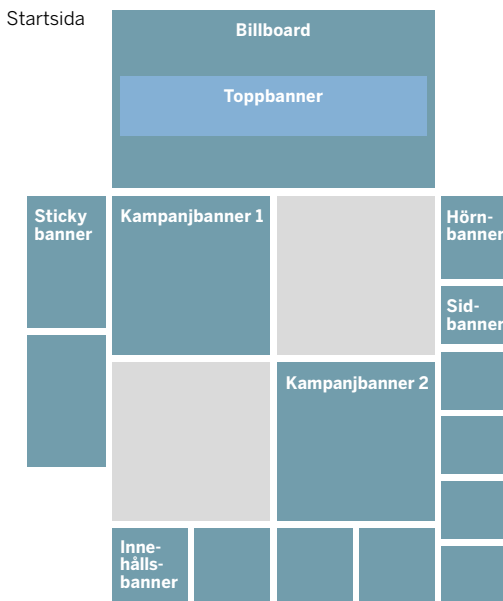 Startsida
Billboard
Toppbanner
Sticky
banner
Kampanjbanner 1
Hörn-
banner
Sid-
banner
Kampanjbanner 2
Inne-
hålls-
banner